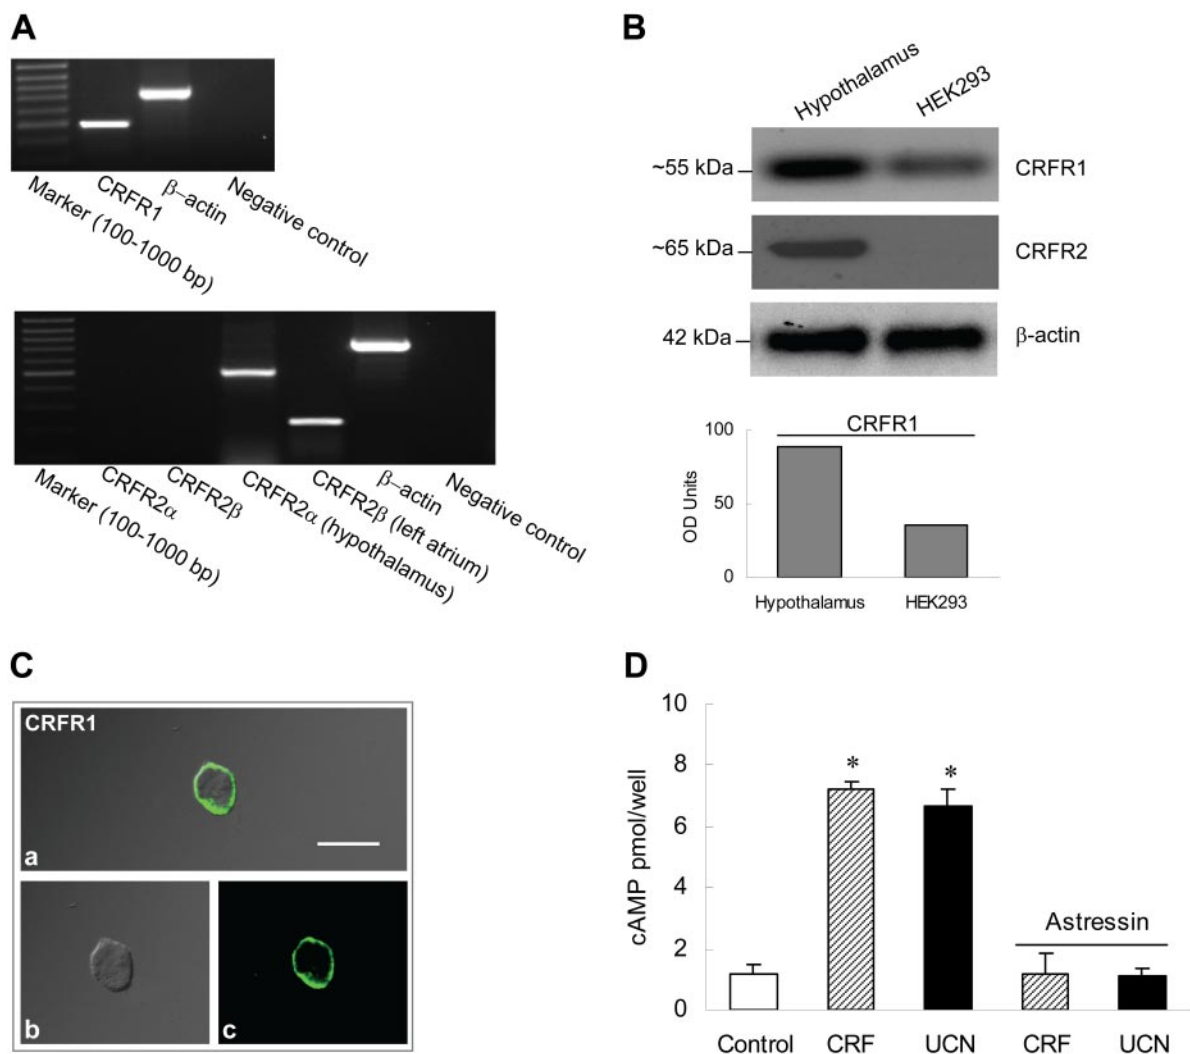 A
Marker (100-1000 bp)
CRFR1
β–actin
Negative control
Marker (100-1000 bp)
CRFR2α
CRFR2β
CRFR2α (hypothalamus)
CRFR2β (left atrium)
β–actin
Negative control
B
Hypothalamus
HEK293
~55 kDa
CRFR1
~65 kDa
CRFR2
42 kDa
β-actin
CRFR1
100
50
0
OD Units
Hypothalamus
HEK293
C
CRFR1
a
b
c
D
10
8
6
4
2
0
cAMP pmol/well
*
*
Astressin
Control
CRF
UCN
CRF
UCN